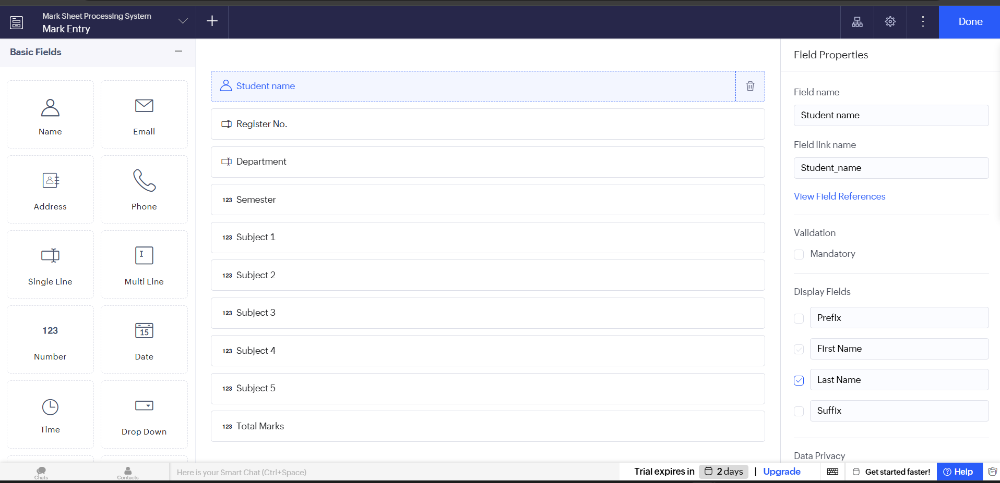 Mark Sheet Processing System
Mark Entry
Done
Basic Fields
Name
Email
Address
Phone
Single Line
Multi Line
123
Number
15
Date
Time
Drop Down
Student name
Register No.
Department
123 Semester
123 Subject 1
123 Subject 2
123 Subject 3
123 Subject 4
123 Subject 5
123 Total Marks
Field Properties
Field name
Student name
Field link name
Student_name
View Field References
Validation
Mandatory
Display Fields
Prefix
First Name
Last Name
Suffix
Data Privacy
Chats
Contacts
Here is your Smart Chat (Ctrl+Space)
Trial expires in 2 days | Upgrade
Get started faster!
? Help